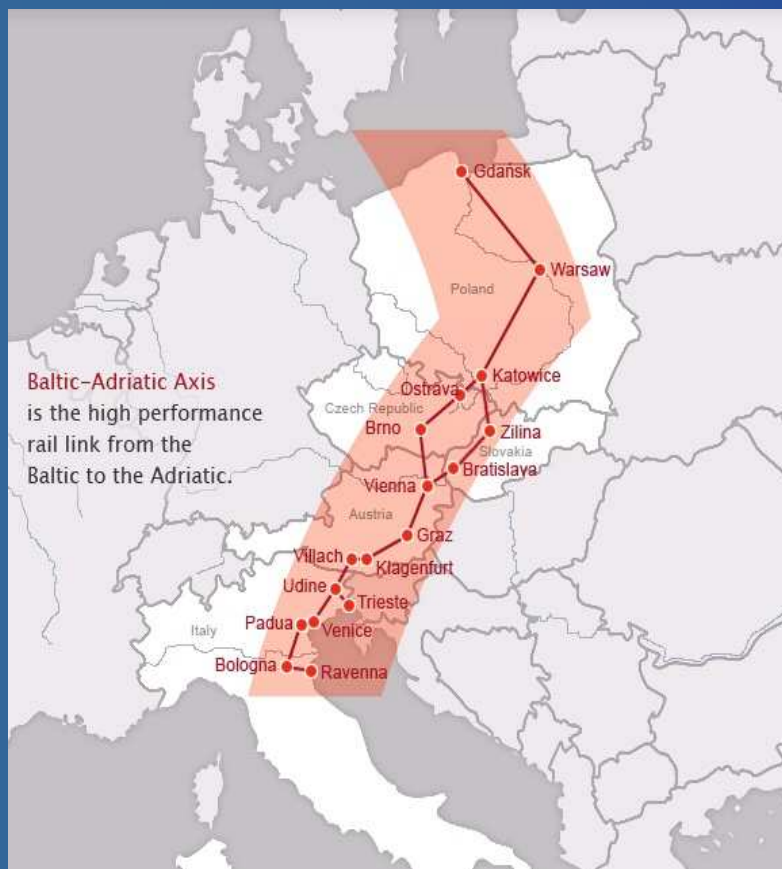 Gdańsk
Warsaw
Poland
Katowice
Ostrava
Czech Republic
Brno
Zilina
Slovakia
Bratislava
Vienna
Austria
Graz
Villach
Klagenfurt
Udine
Trieste
Padua
Venice
Italy
Bologna
Ravenna
Baltic-Adriatic Axis
is the high performance
rail link from the
Baltic to the Adriatic.